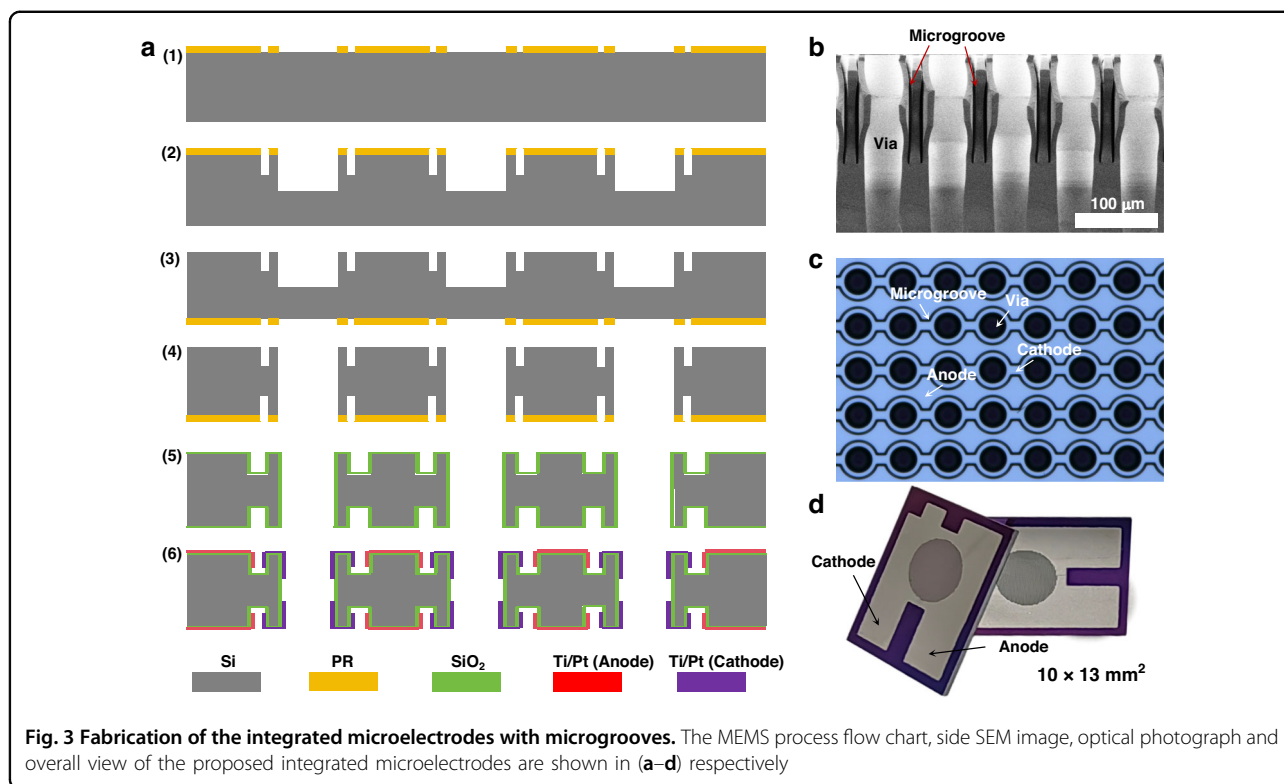 a
(1)
(2)
(3)
(4)
(5)
(6)
Si PR SiO₂ Ti/Pt (Anode) Ti/Pt (Cathode)
b
Microgroove
Via
100 μm
c
Microgroove
Via
Cathode
Anode
d
Cathode
Anode
10 × 13 mm²
Fig. 3 Fabrication of the integrated microelectrodes with microgrooves. The MEMS process flow chart, side SEM image, optical photograph and
overall view of the proposed integrated microelectrodes are shown in (a–d) respectively